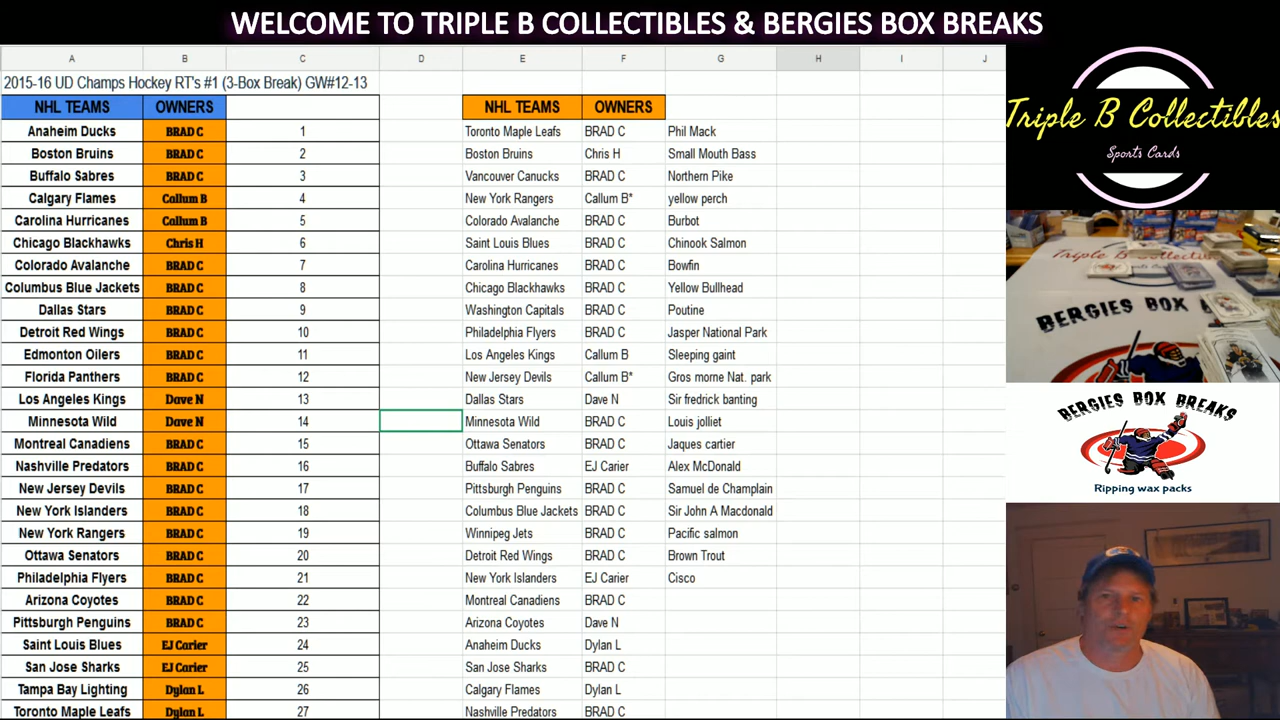 WELCOME TO TRIPLE B COLLECTIBLES & BERGIES BOX BREAKS
A B C D E F G H I J
2015-16 UD Champs Hockey RT's #1 (3-Box Break) GW#12-13
NHL TEAMS OWNERS NHL TEAMS OWNERS
Anaheim Ducks BRAD C 1 Toronto Maple Leafs BRAD C Phil Mack
Boston Bruins BRAD C 2 Boston Bruins Chris H Small Mouth Bass
Buffalo Sabres BRAD C 3 Vancouver Canucks BRAD C Northern Pike
Calgary Flames Callum B 4 New York Rangers Callum B* yellow perch
Carolina Hurricanes Callum B 5 Colorado Avalanche BRAD C Burbot
Chicago Blackhawks Chris H 6 Saint Louis Blues BRAD C Chinook Salmon
Colorado Avalanche BRAD C 7 Carolina Hurricanes BRAD C Bowfin
Columbus Blue Jackets BRAD C 8 Chicago Blackhawks BRAD C Yellow Bullhead
Dallas Stars BRAD C 9 Washington Capitals BRAD C Poutine
Detroit Red Wings BRAD C 10 Philadelphia Flyers BRAD C Jasper National Park
Edmonton Oilers BRAD C 11 Los Angeles Kings Callum B Sleeping gaint
Florida Panthers BRAD C 12 New Jersey Devils Callum B* Gros morne Nat. park
Los Angeles Kings Dave N 13 Dallas Stars Dave N Sir fredrick banting
Minnesota Wild Dave N 14 Minnesota Wild BRAD C Louis jolliet
Montreal Canadiens BRAD C 15 Ottawa Senators BRAD C Jaques cartier
Nashville Predators BRAD C 16 Buffalo Sabres EJ Carier Alex McDonald
New Jersey Devils BRAD C 17 Pittsburgh Penguins BRAD C Samuel de Champlain
New York Islanders BRAD C 18 Columbus Blue Jackets BRAD C Sir John A Macdonald
New York Rangers BRAD C 19 Winnipeg Jets BRAD C Pacific salmon
Ottawa Senators BRAD C 20 Detroit Red Wings BRAD C Brown Trout
Philadelphia Flyers BRAD C 21 New York Islanders EJ Carier Cisco
Arizona Coyotes BRAD C 22 Montreal Canadiens BRAD C
Pittsburgh Penguins BRAD C 23 Arizona Coyotes Dave N
Saint Louis Blues EJ Carier 24 Anaheim Ducks Dylan L
San Jose Sharks EJ Carier 25 San Jose Sharks BRAD C
Tampa Bay Lighting Dylan L 26 Calgary Flames Dylan L
Toronto Maple Leafs Dylan L 27 Nashville Predators BRAD C
Triple B Collectibles
Sports Cards
Triple B Collectib
BERGIES BOX B
BERGIES BOX BREAKS
Ripping wax packs